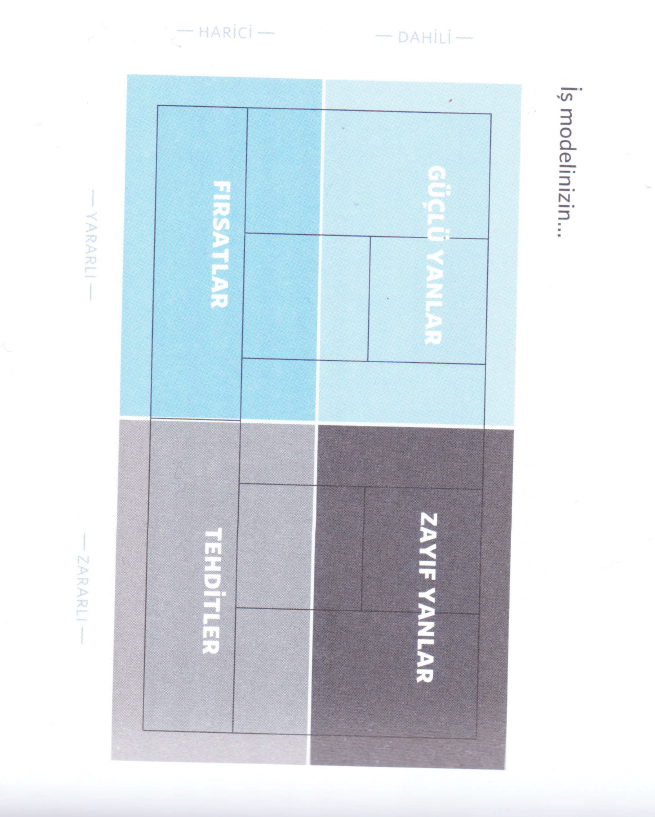 İş modelinizin...
— DAHİLİ —
GÜÇLÜ YANLAR
ZAYIF YANLAR
— HARİCİ —
FIRSATLAR
TEHDİTLER
— YARARLI —
— ZARARLI —